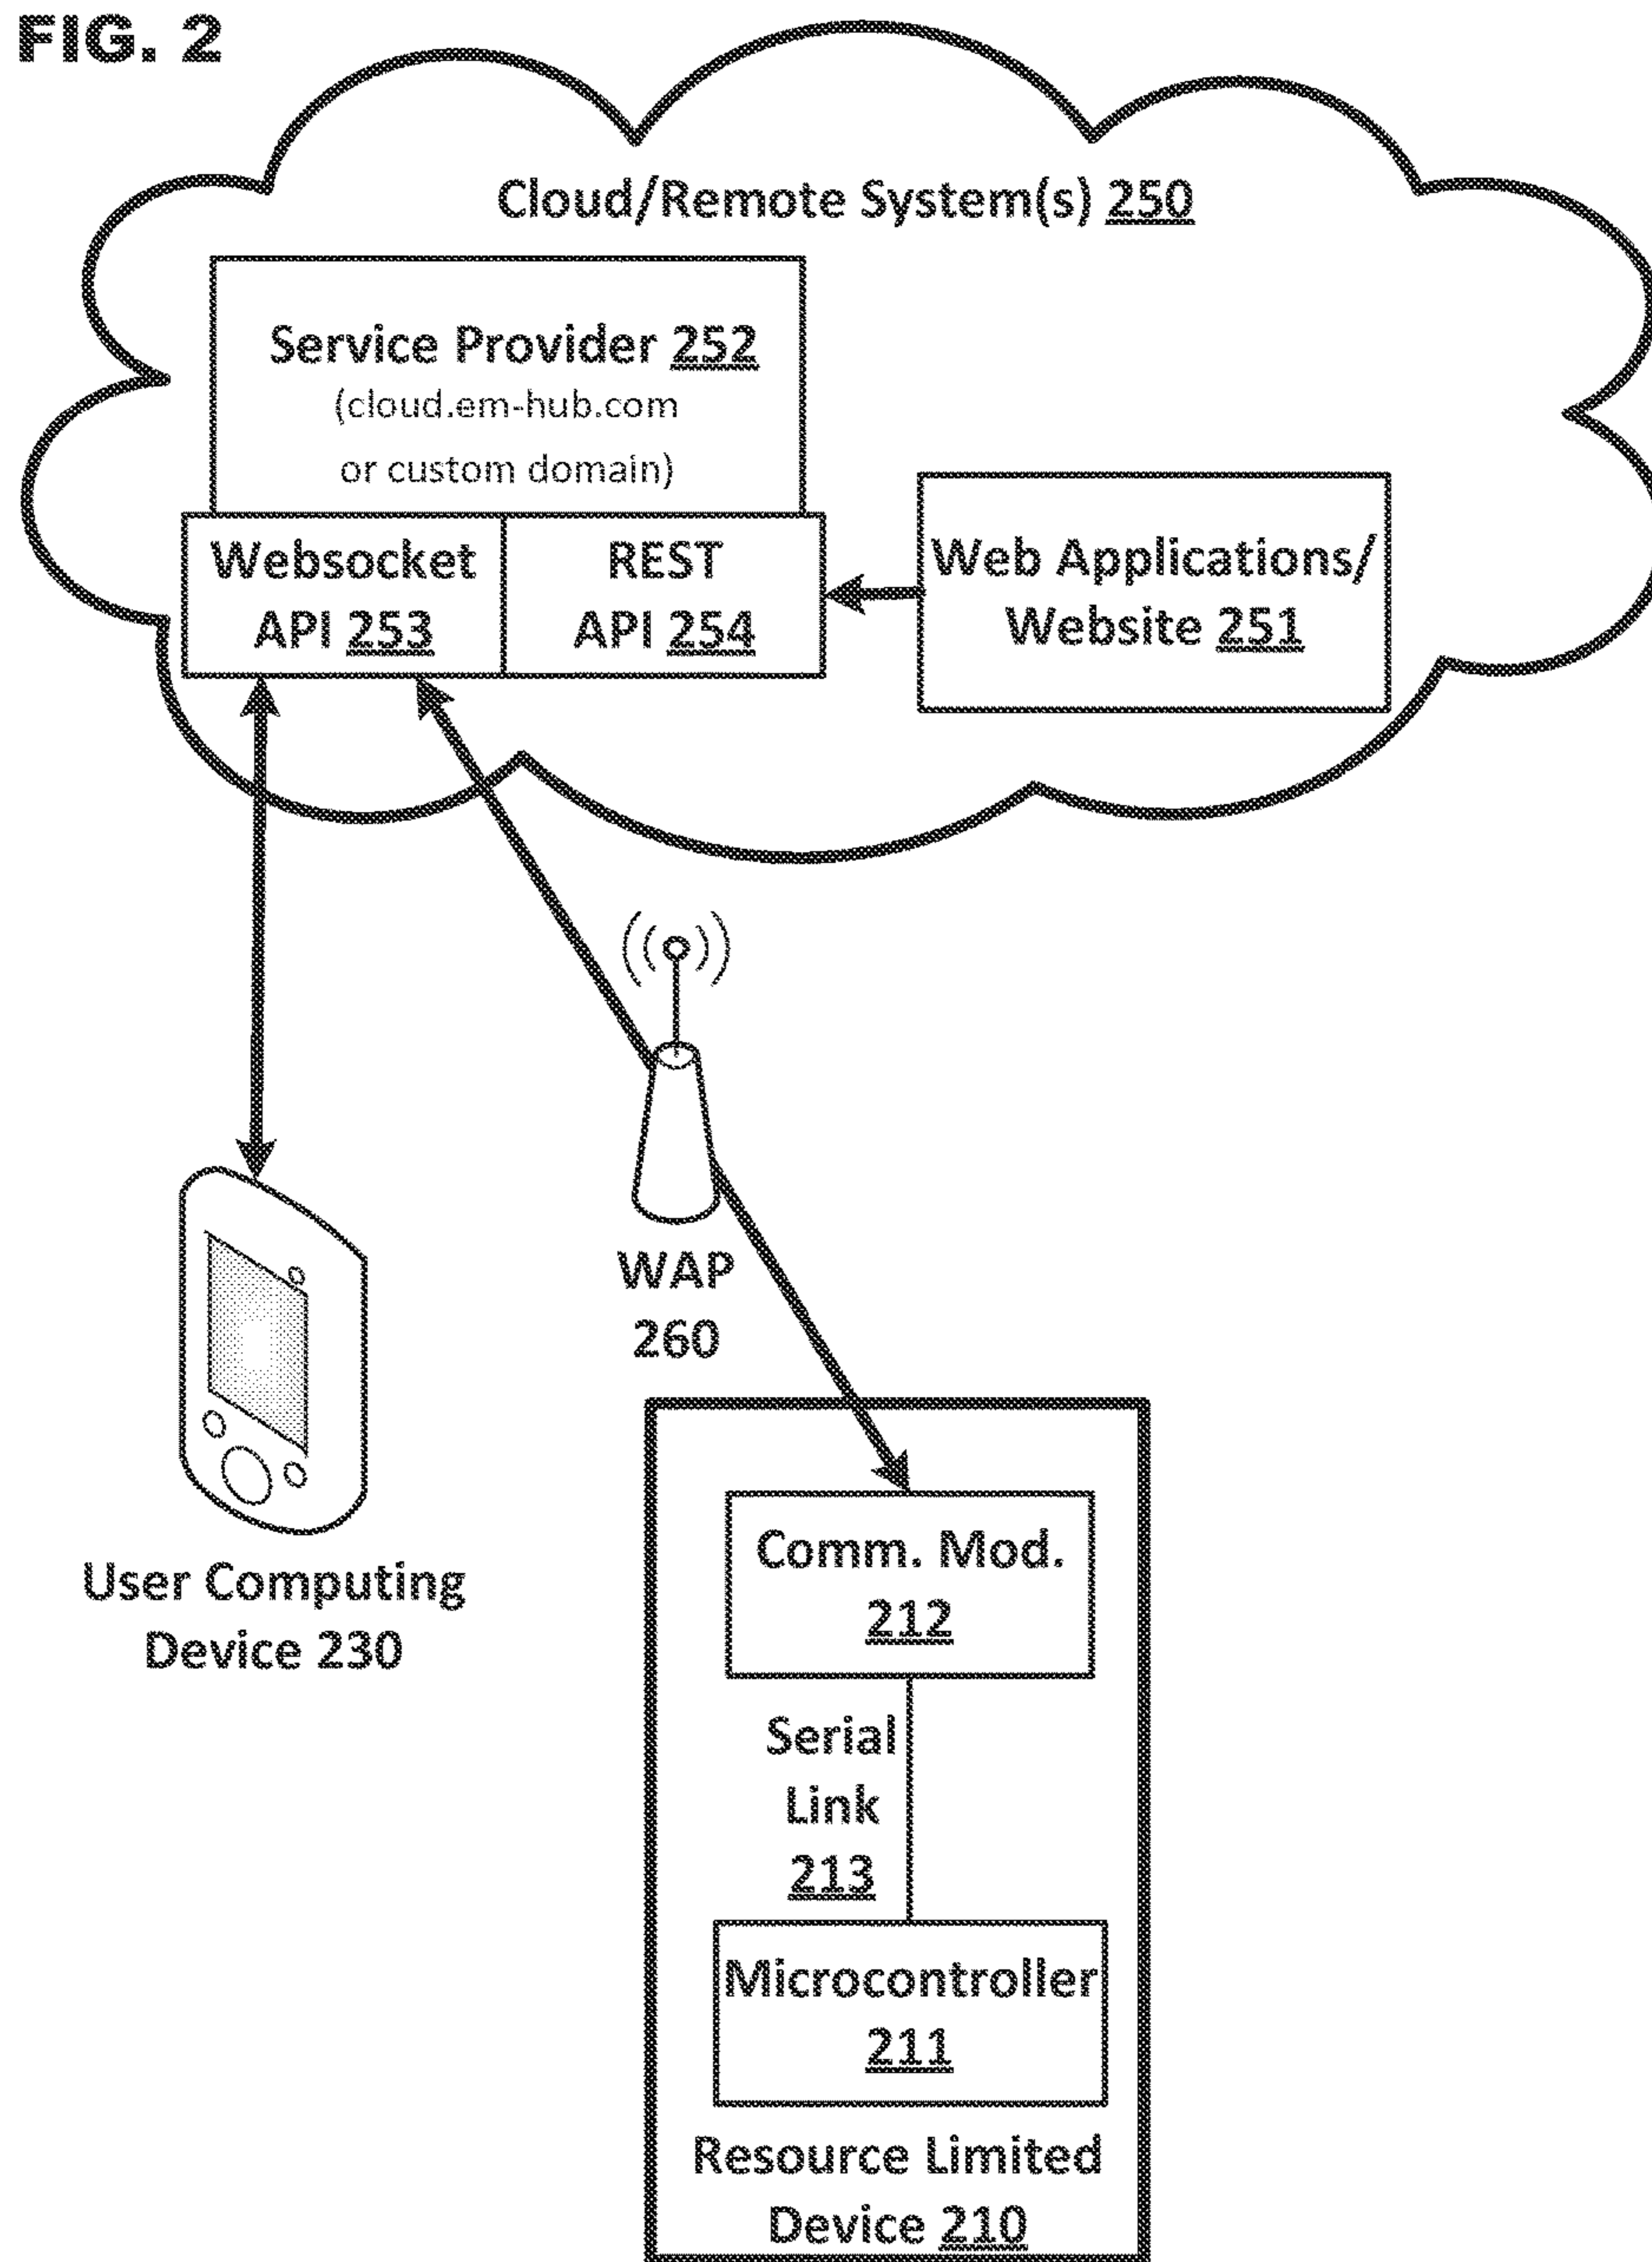 FIG. 2
Cloud/Remote System(s) 250
Service Provider 252
(cloud.em-hub.com
or custom domain)
Websocket
API 253
REST
API 254
Web Applications/
Website 251
WAP
260
User Computing
Device 230
Comm. Mod.
212
Serial
Link
213
Microcontroller
211
Resource Limited
Device 210